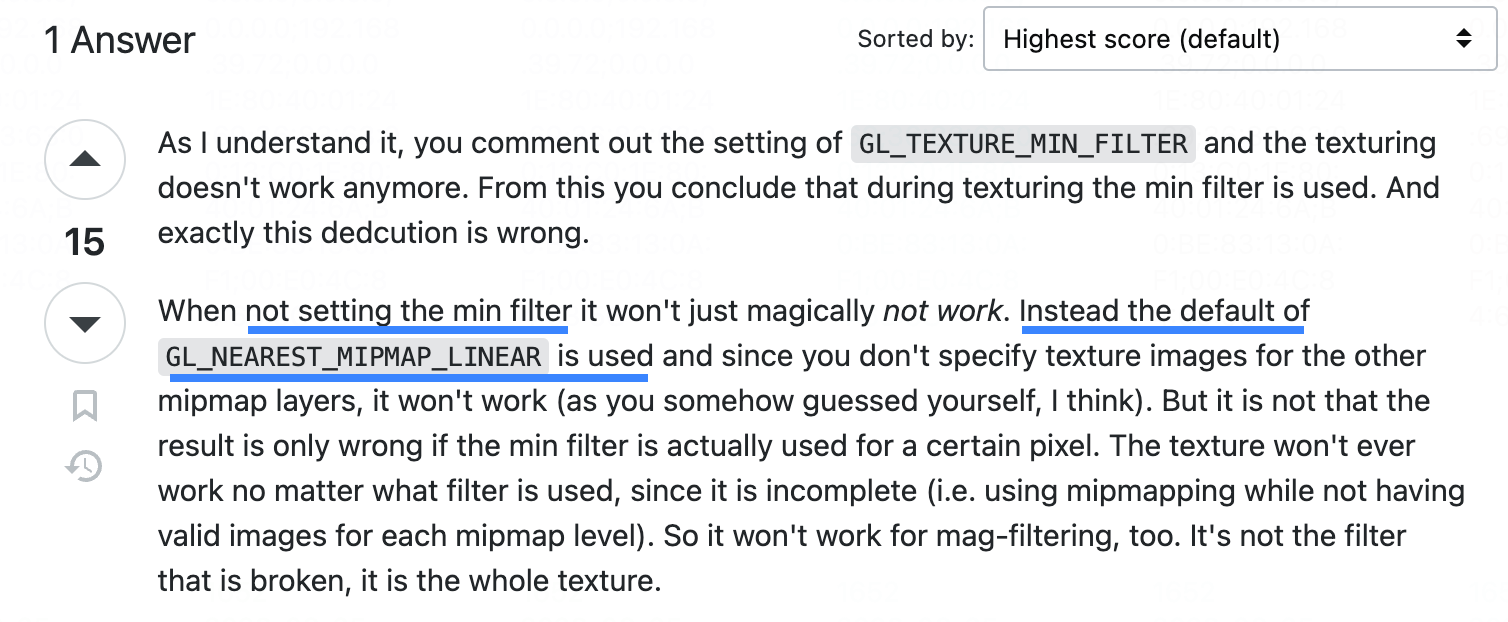 1 Answer
Sorted by: Highest score (default)
As I understand it, you comment out the setting of GL_TEXTURE_MIN_FILTER and the texturing
doesn't work anymore. From this you conclude that during texturing the min filter is used. And
exactly this dedcution is wrong.
15
When not setting the min filter it won't just magically not work. Instead the default of
GL_NEAREST_MIPMAP_LINEAR is used and since you don't specify texture images for the other
mipmap layers, it won't work (as you somehow guessed yourself, I think). But it is not that the
result is only wrong if the min filter is actually used for a certain pixel. The texture won't ever
work no matter what filter is used, since it is incomplete (i.e. using mipmapping while not having
valid images for each mipmap level). So it won't work for mag-filtering, too. It's not the filter
that is broken, it is the whole texture.